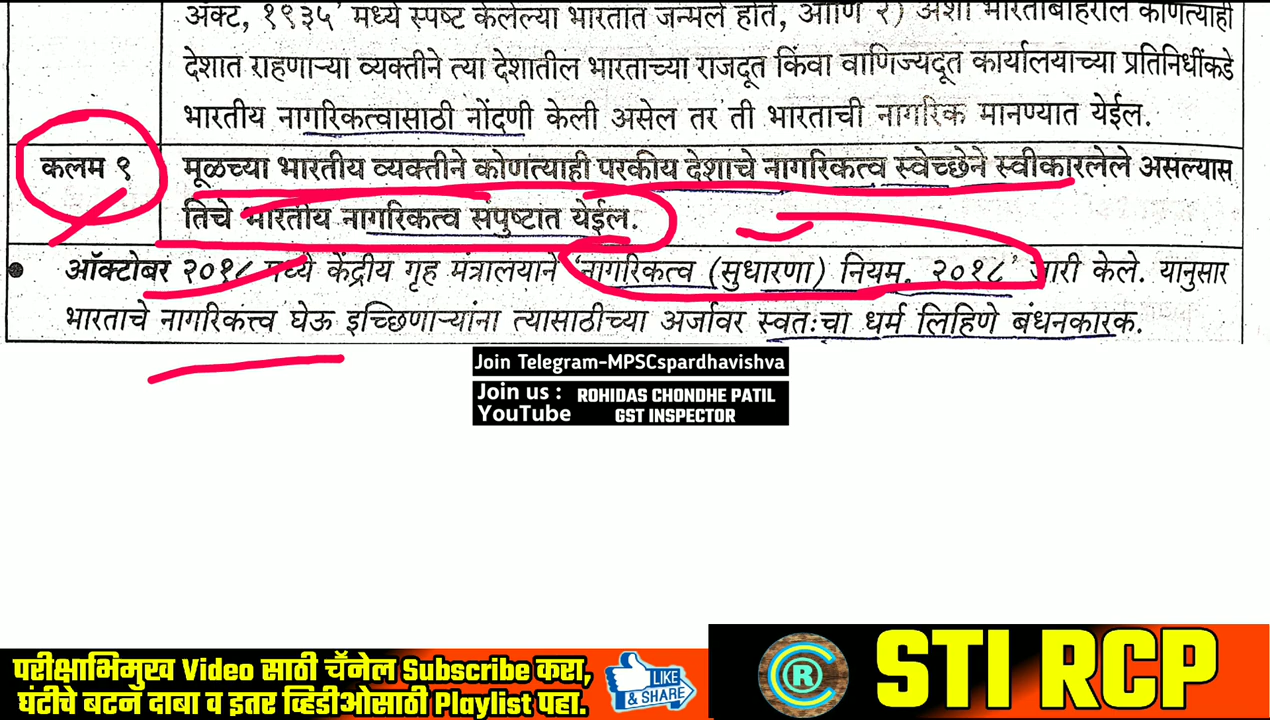 ॲक्ट, १९३५’ मध्ये स्पष्ट केलेल्या भारतात जन्मले होते, आणि २) अशा भारताबाहेरील कोणत्याही
देशात राहणाऱ्या व्यक्तीने त्या देशातील भारताच्या राजदूत किंवा वाणिज्यदूत कार्यालयाच्या प्रतिनिधींकडे
भारतीय नागरिकत्वासाठी नोंदणी केली असेल तर ती भारताची नागरिक मानण्यात येईल.
कलम ९ मूळच्या भारतीय व्यक्तीने कोणत्याही परकीय देशाचे नागरिकत्व स्वेच्छेने स्वीकारलेले असल्यास
तिचे भारतीय नागरिकत्व संपुष्टात येईल.
● ऑक्टोबर २०१८ मध्ये केंद्रीय गृह मंत्रालयाने ‘नागरिकत्व (सुधारणा) नियम, २०१८’ जारी केले. यानुसार
भारताचे नागरिकत्त्व घेऊ इच्छिणाऱ्यांना त्यासाठीच्या अर्जावर स्वतःचा धर्म लिहिणे बंधनकारक.
Join Telegram-MPSCspardhavishva
Join us : ROHIDAS CHONDHE PATIL
YouTube GST INSPECTOR
परीक्षाभिमुख Video साठी चॅनेल Subscribe करा,
घंटीचे बटन दाबा व इतर व्हिडीओसाठी Playlist पहा.
LIKE
& SHARE
C R
STI RCP